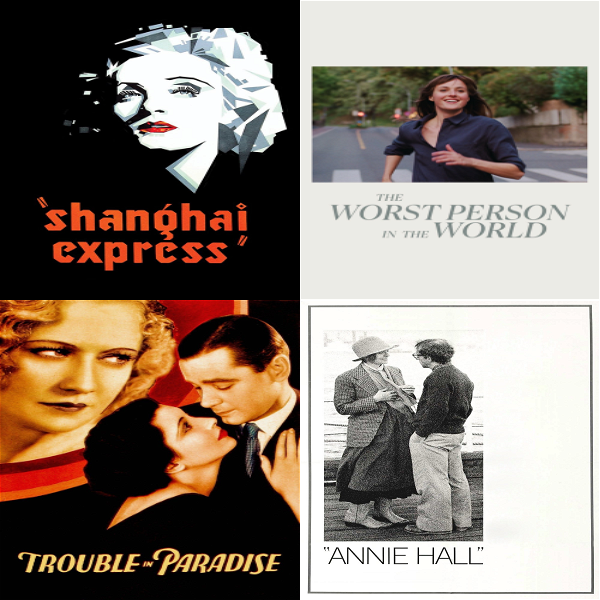 "shanghai
express"
THE
WORST PERSON
IN THE WORLD
TROUBLE IN PARADISE
"ANNIE HALL"